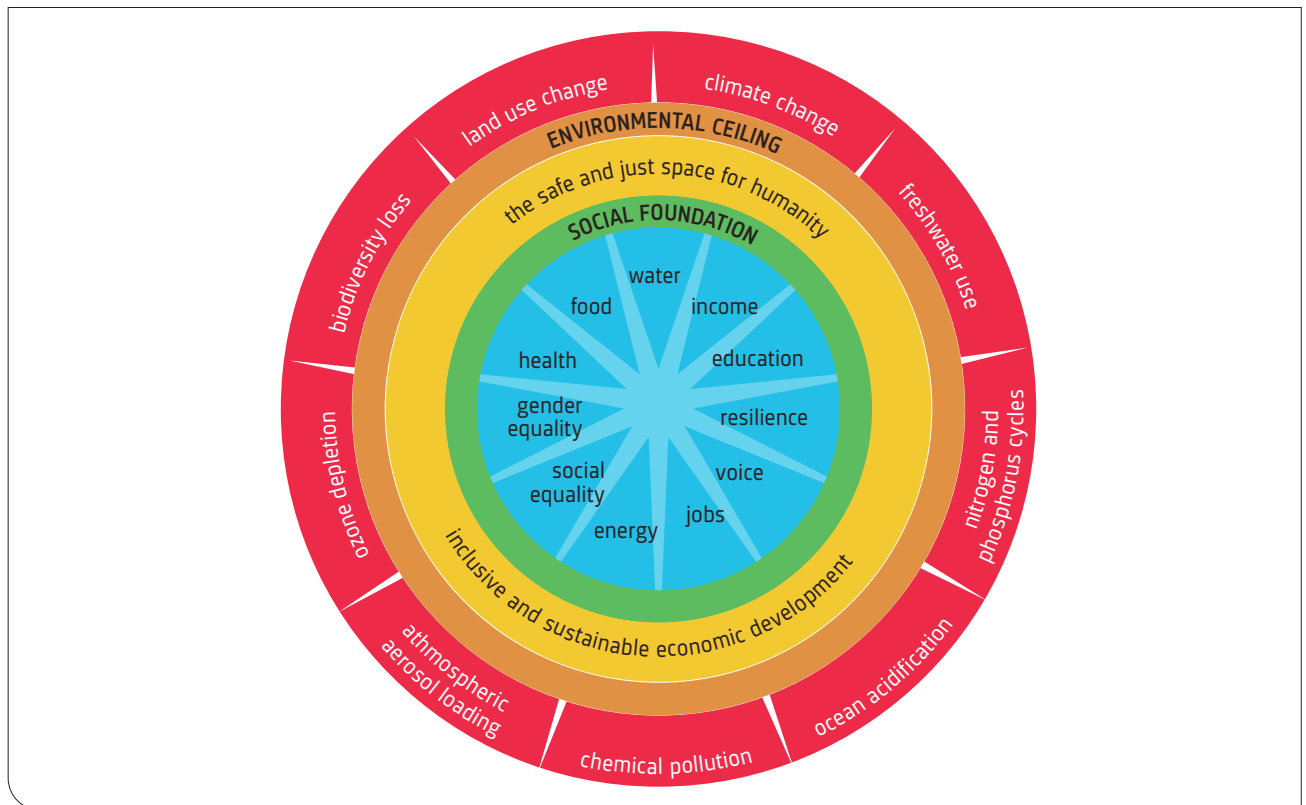 land use change
climate change
ENVIRONMENTAL CEILING
the safe and just space for humanity
SOCIAL FOUNDATION
biodiversity loss
freshwater use
water
food
income
health
education
gender
equality
resilience
social
equality
voice
energy
jobs
ozone depletion
nitrogen and
phosphorus cycles
inclusive and sustainable economic development
athmospheric
aerosol loading
ocean acidification
chemical pollution